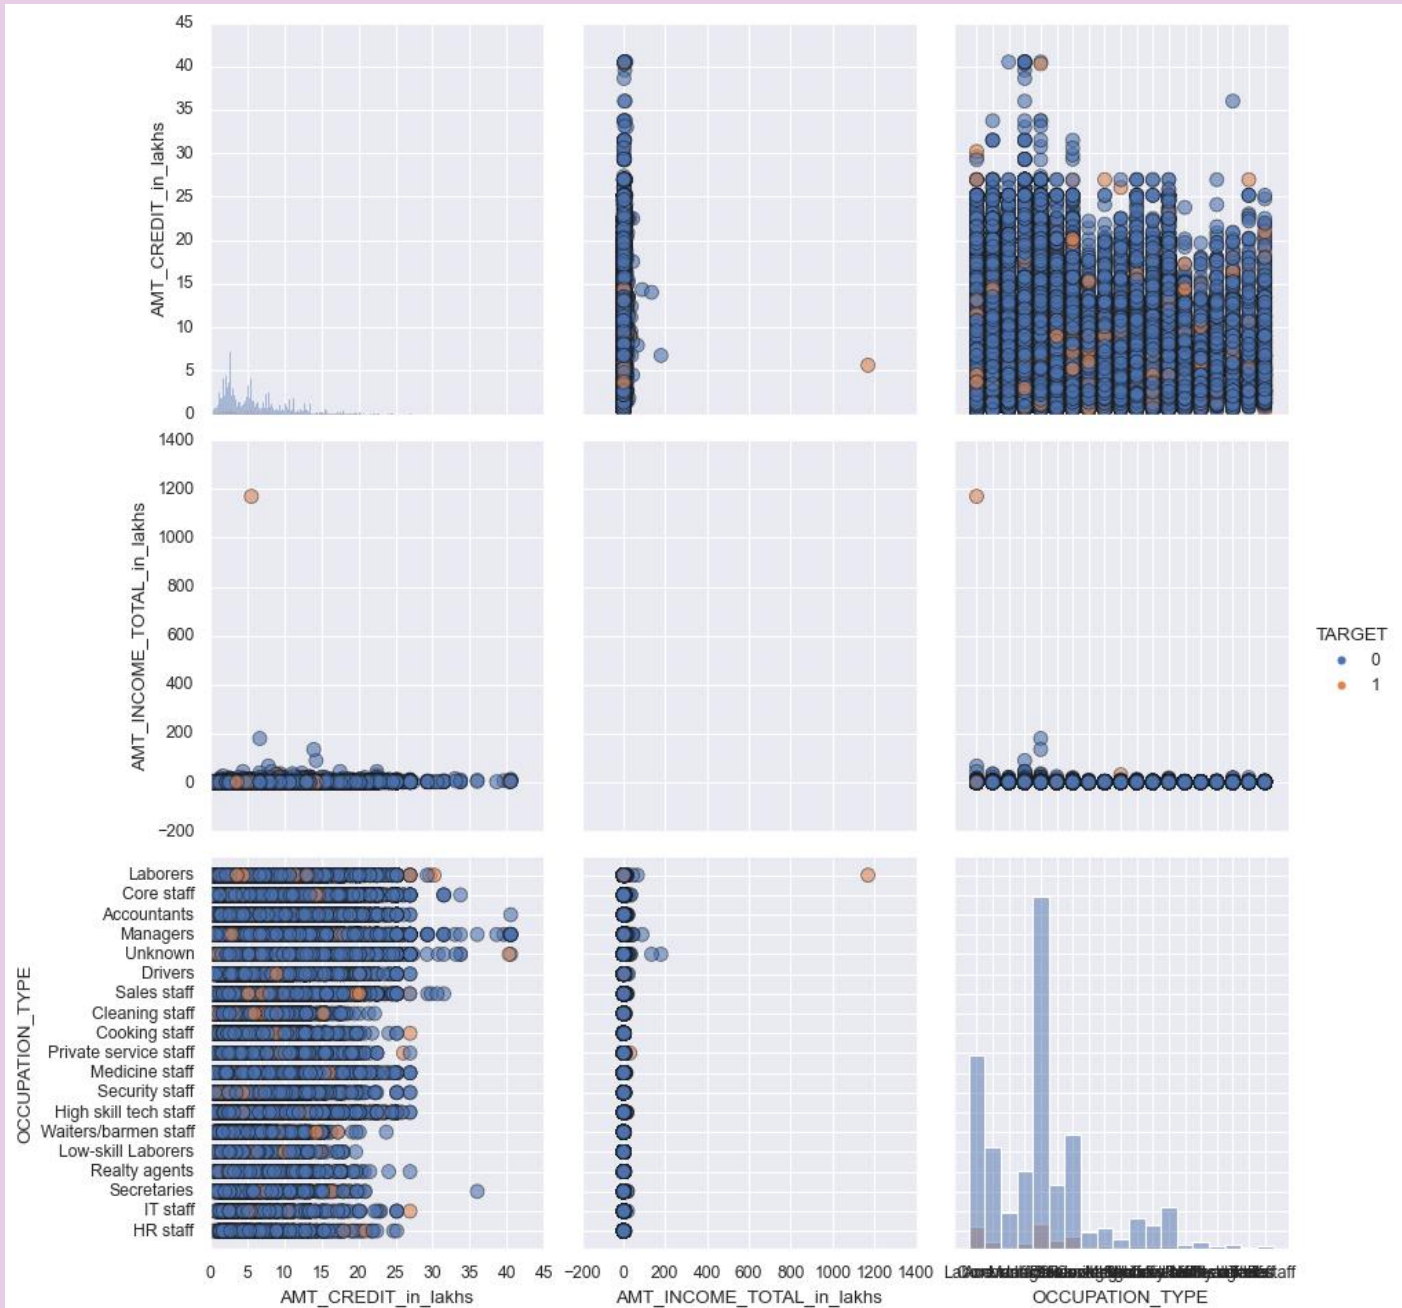 45
40
35
30
25
20
15
10
5
0
AMT_CREDIT_in_lakhs
1400
1200
1000
800
600
400
200
0
−200
AMT_INCOME_TOTAL_in_lakhs
TARGET
0
1
Laborers
Core staff
Accountants
Managers
Unknown
Drivers
Sales staff
Cleaning staff
Cooking staff
Private service staff
Medicine staff
Security staff
High skill tech staff
Waiters/barmen staff
Low-skill Laborers
Realty agents
Secretaries
IT staff
HR staff
OCCUPATION_TYPE
0 5 10 15 20 25 30 35 40 45
AMT_CREDIT_in_lakhs
−200 0 200 400 600 800 1000 1200 1400
AMT_INCOME_TOTAL_in_lakhs
OCCUPATION_TYPE